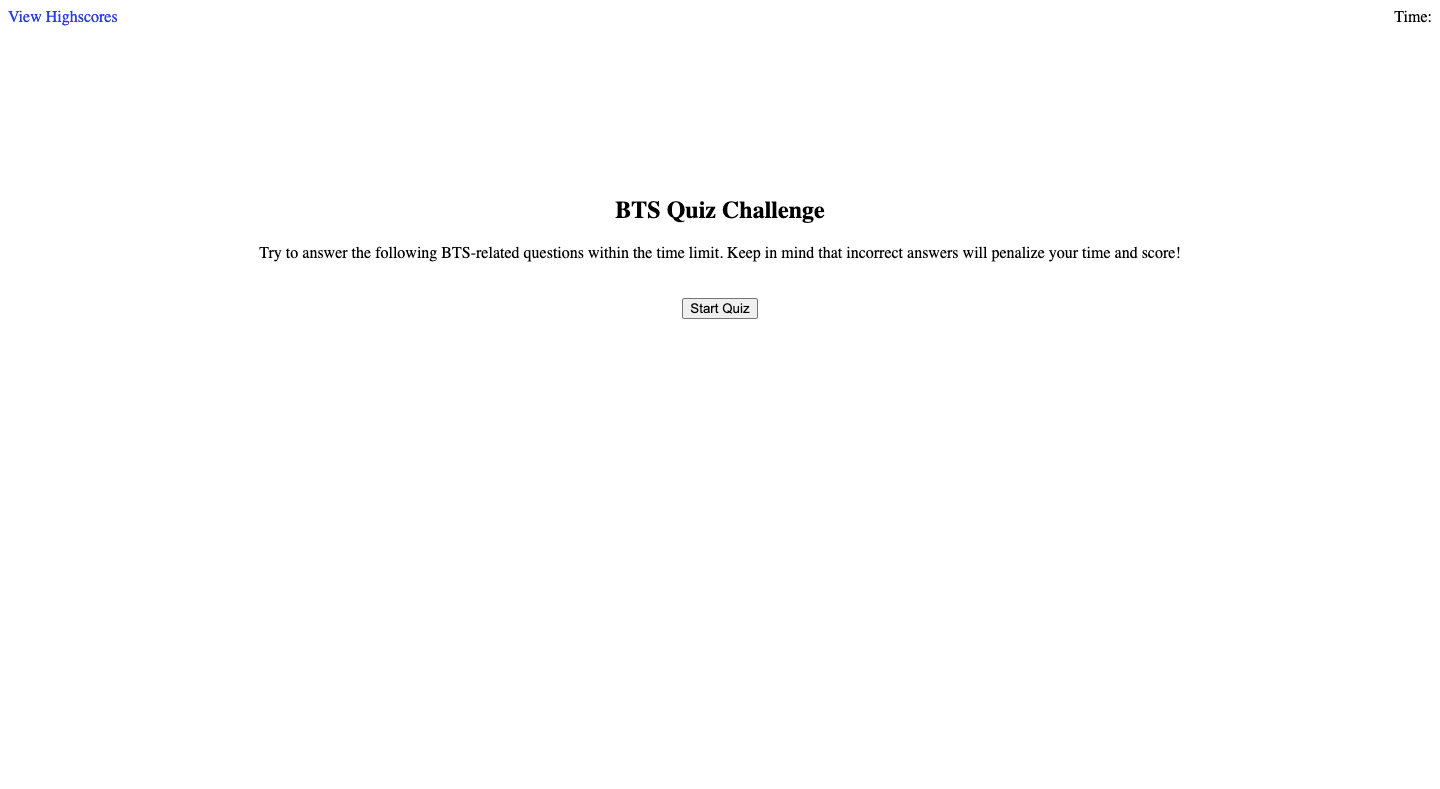 View Highscores
Time:
BTS Quiz Challenge
Try to answer the following BTS-related questions within the time limit. Keep in mind that incorrect answers will penalize your time and score!
Start Quiz